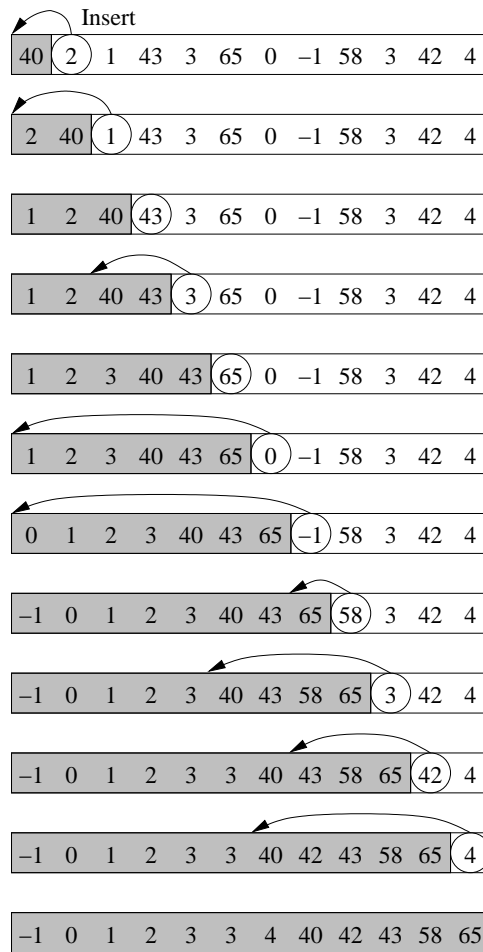 Insert
40 2 1 43 3 65 0 –1 58 3 42 4
2 40 1 43 3 65 0 –1 58 3 42 4
1 2 40 43 3 65 0 –1 58 3 42 4
1 2 40 43 3 65 0 –1 58 3 42 4
1 2 3 40 43 65 0 –1 58 3 42 4
1 2 3 40 43 65 0 –1 58 3 42 4
0 1 2 3 40 43 65 –1 58 3 42 4
–1 0 1 2 3 40 43 65 58 3 42 4
–1 0 1 2 3 40 43 58 65 3 42 4
–1 0 1 2 3 3 40 43 58 65 42 4
–1 0 1 2 3 3 40 42 43 58 65 4
–1 0 1 2 3 3 4 40 42 43 58 65